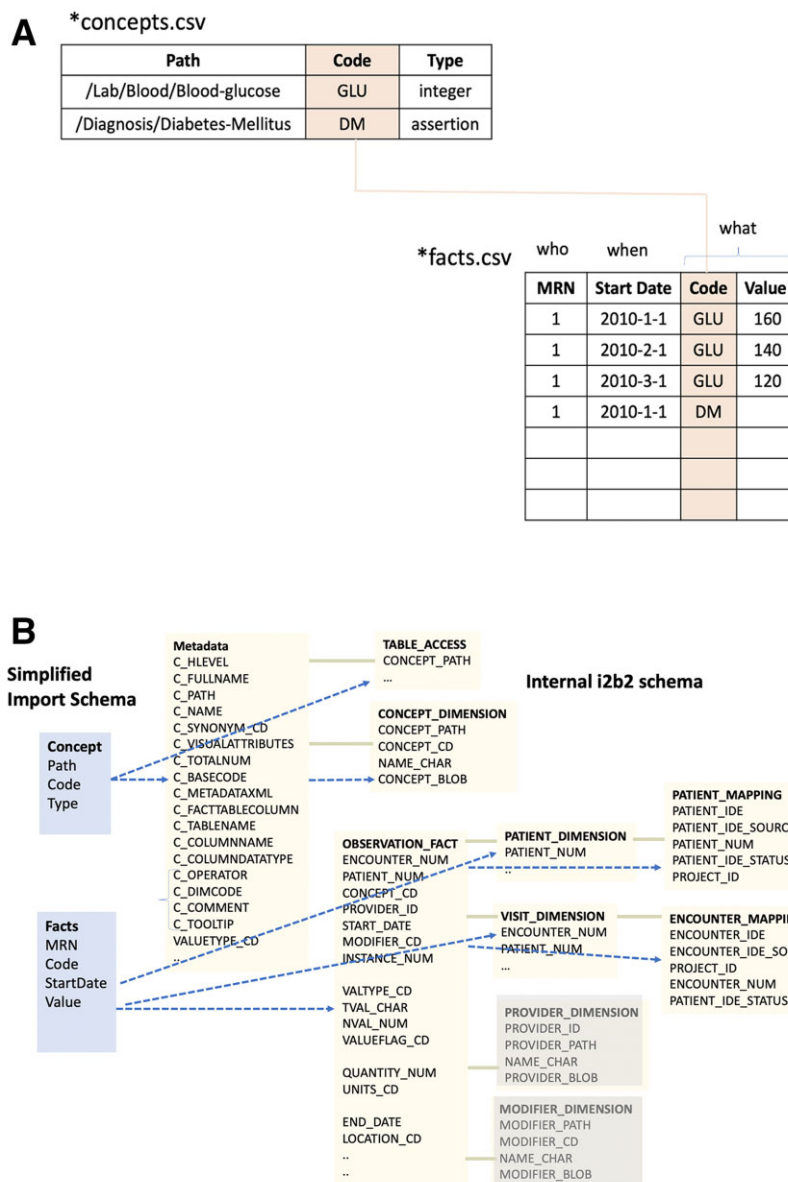 A
*concepts.csv
Path Code Type
/Lab/Blood/Blood-glucose GLU integer
/Diagnosis/Diabetes-Mellitus DM assertion
what
*facts.csv who when
MRN Start Date Code Value
1 2010-1-1 GLU 160
1 2010-2-1 GLU 140
1 2010-3-1 GLU 120
1 2010-1-1 DM
B
Simplified
Import Schema
Internal i2b2 schema
Concept
Path
Code
Type
Facts
MRN
Code
StartDate
Value
Metadata
C_HLEVEL
C_FULLNAME
C_PATH
C_NAME
C_SYNONYM_CD
C_VISUALATTRIBUTES
C_TOTALNUM
C_BASECODE
C_METADATAXML
C_FACTTABLECOLUMN
C_TABLENAME
C_COLUMNNAME
C_COLUMNDATATYPE
C_OPERATOR
C_DIMCODE
C_COMMENT
C_TOOLTIP
VALUETYPE_CD
..
TABLE_ACCESS
CONCEPT_PATH
...
CONCEPT_DIMENSION
CONCEPT_PATH
CONCEPT_CD
NAME_CHAR
CONCEPT_BLOB
OBSERVATION_FACT
ENCOUNTER_NUM
PATIENT_NUM
CONCEPT_CD
PROVIDER_ID
START_DATE
MODIFIER_CD
INSTANCE_NUM
VALTYPE_CD
TVAL_CHAR
NVAL_NUM
VALUEFLAG_CD
QUANTITY_NUM
UNITS_CD
END_DATE
LOCATION_CD
..
..
PATIENT_DIMENSION
PATIENT_NUM
..
VISIT_DIMENSION
ENCOUNTER_NUM
PATIENT_NUM
...
PROVIDER_DIMENSION
PROVIDER_ID
PROVIDER_PATH
NAME_CHAR
PROVIDER_BLOB
MODIFIER_DIMENSION
MODIFIER_PATH
MODIFIER_CD
NAME_CHAR
MODIFIER_BLOB
PATIENT_MAPPING
PATIENT_IDE
PATIENT_IDE_SOURC
PATIENT_NUM
PATIENT_IDE_STATUS
PROJECT_ID
ENCOUNTER_MAPPIN
ENCOUNTER_IDE
ENCOUNTER_IDE_SO
PROJECT_ID
ENCOUNTER_NUM
PATIENT_IDE_STATUS